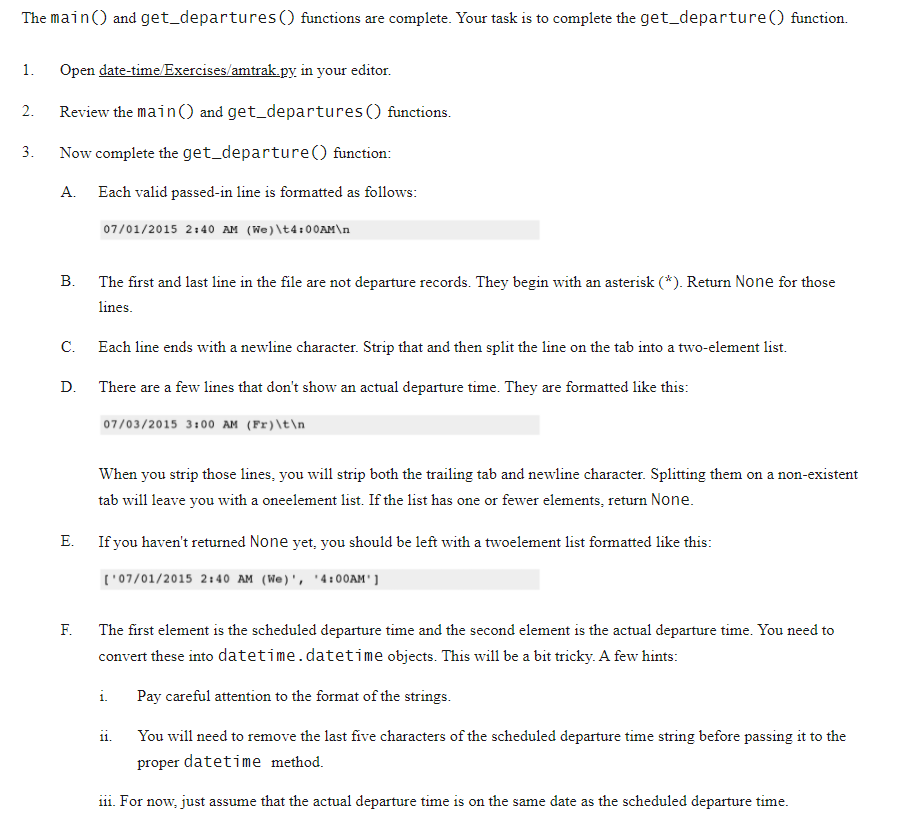 The main() and get_departures() functions are complete. Your task is to complete the get_departure() function.
1. Open date-time/Exercises/amtrak.py in your editor.
2. Review the main() and get_departures() functions.
3. Now complete the get_departure() function:
A. Each valid passed-in line is formatted as follows:
07/01/2015 2:40 AM (We)\t4:00AM\n
B. The first and last line in the file are not departure records. They begin with an asterisk (*). Return None for those
lines.
C. Each line ends with a newline character. Strip that and then split the line on the tab into a two-element list.
D. There are a few lines that don't show an actual departure time. They are formatted like this:
07/03/2015 3:00 AM (Fr)\t\n
When you strip those lines, you will strip both the trailing tab and newline character. Splitting them on a non-existent
tab will leave you with a oneelement list. If the list has one or fewer elements, return None.
E. If you haven't returned None yet, you should be left with a twoelement list formatted like this:
['07/01/2015 2:40 AM (We)', '4:00AM']
F. The first element is the scheduled departure time and the second element is the actual departure time. You need to
convert these into datetime.datetime objects. This will be a bit tricky. A few hints:
i. Pay careful attention to the format of the strings.
ii. You will need to remove the last five characters of the scheduled departure time string before passing it to the
proper datetime method.
iii. For now, just assume that the actual departure time is on the same date as the scheduled departure time.